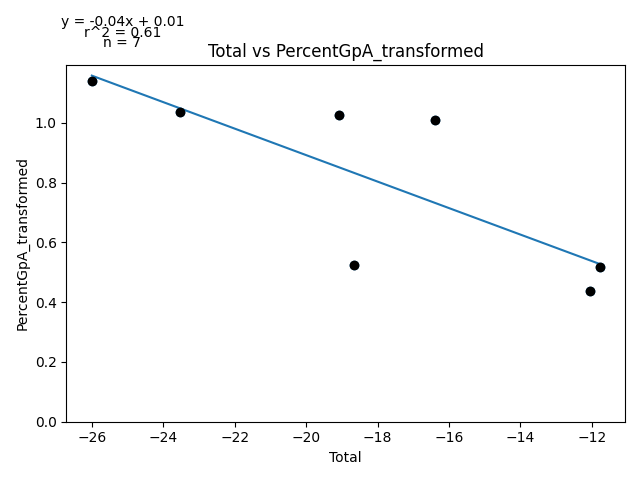 y = -0.04x + 0.01
r^2 = 0.61
n = 7
Total vs PercentGpA_transformed
PercentGpA_transformed
1.0
0.8
0.6
0.4
0.2
0.0
−26 −24 −22 −20 −18 −16 −14 −12
Total